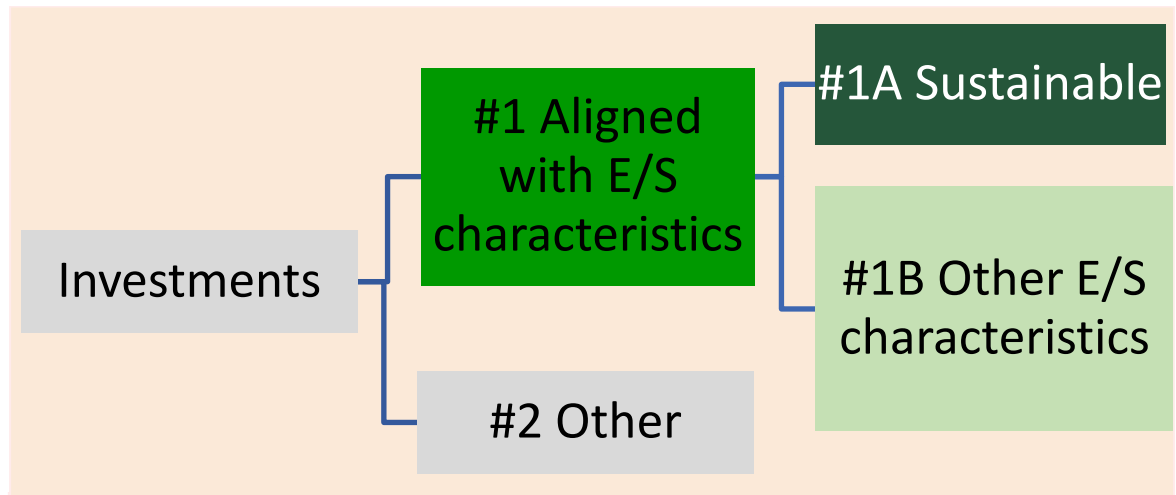 Investments
#1 Aligned
with E/S
characteristics
#2 Other
#1A Sustainable
#1B Other E/S
characteristics